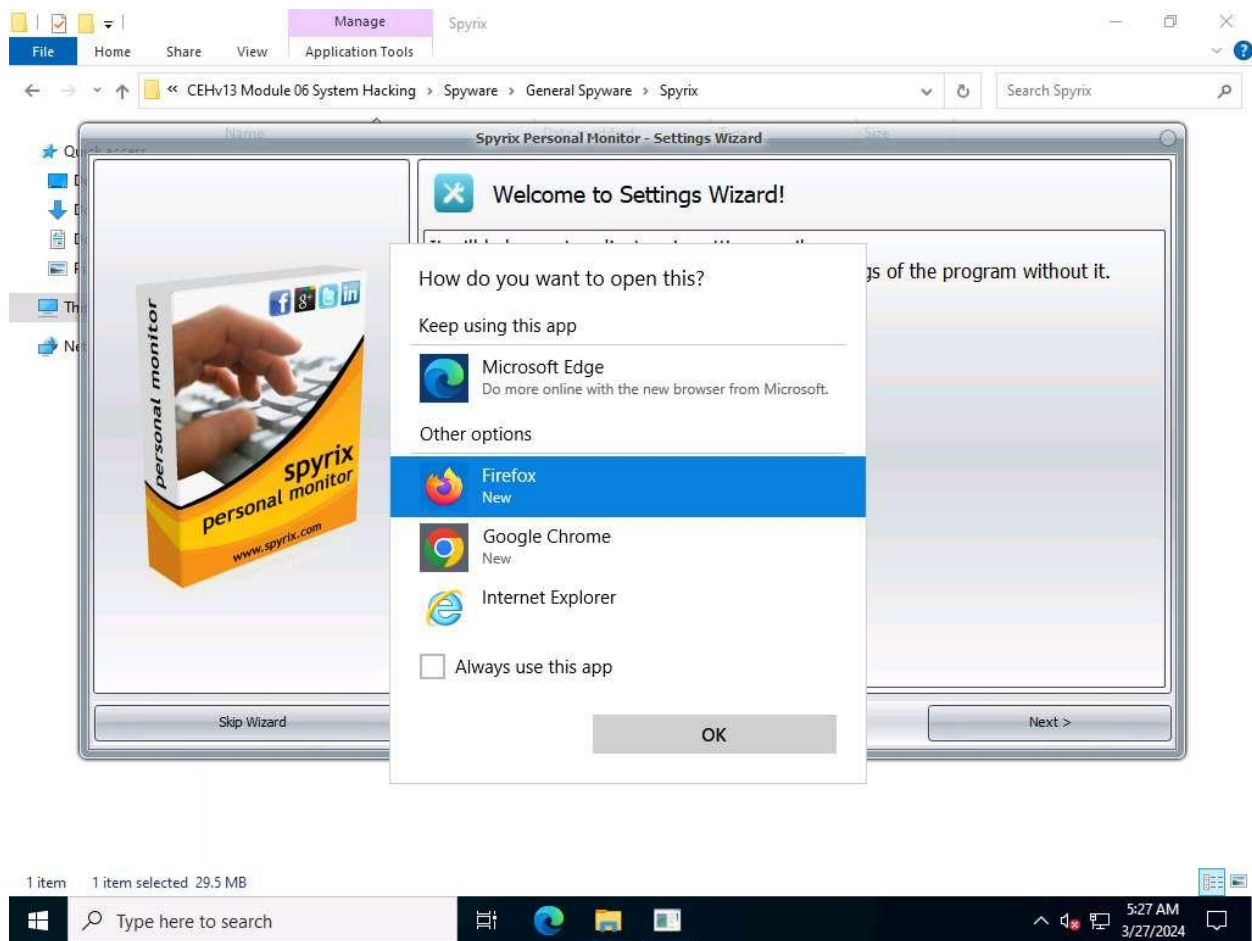 Manage
Spyrix
File Home Share View Application Tools
« CEHv13 Module 06 System Hacking › Spyware › General Spyware › Spyrix
Search Spyrix
Name
Size
Spyrix Personal Monitor - Settings Wizard
Welcome to Settings Wizard!
gs of the program without it.
How do you want to open this?
Keep using this app
Microsoft Edge
Do more online with the new browser from Microsoft.
Other options
Firefox
New
Google Chrome
New
Internet Explorer
Always use this app
OK
personal monitor
spyrix
personal monitor
www.spyrix.com
Skip Wizard
Next >
1 item 1 item selected 29.5 MB
Type here to search
5:27 AM
3/27/2024